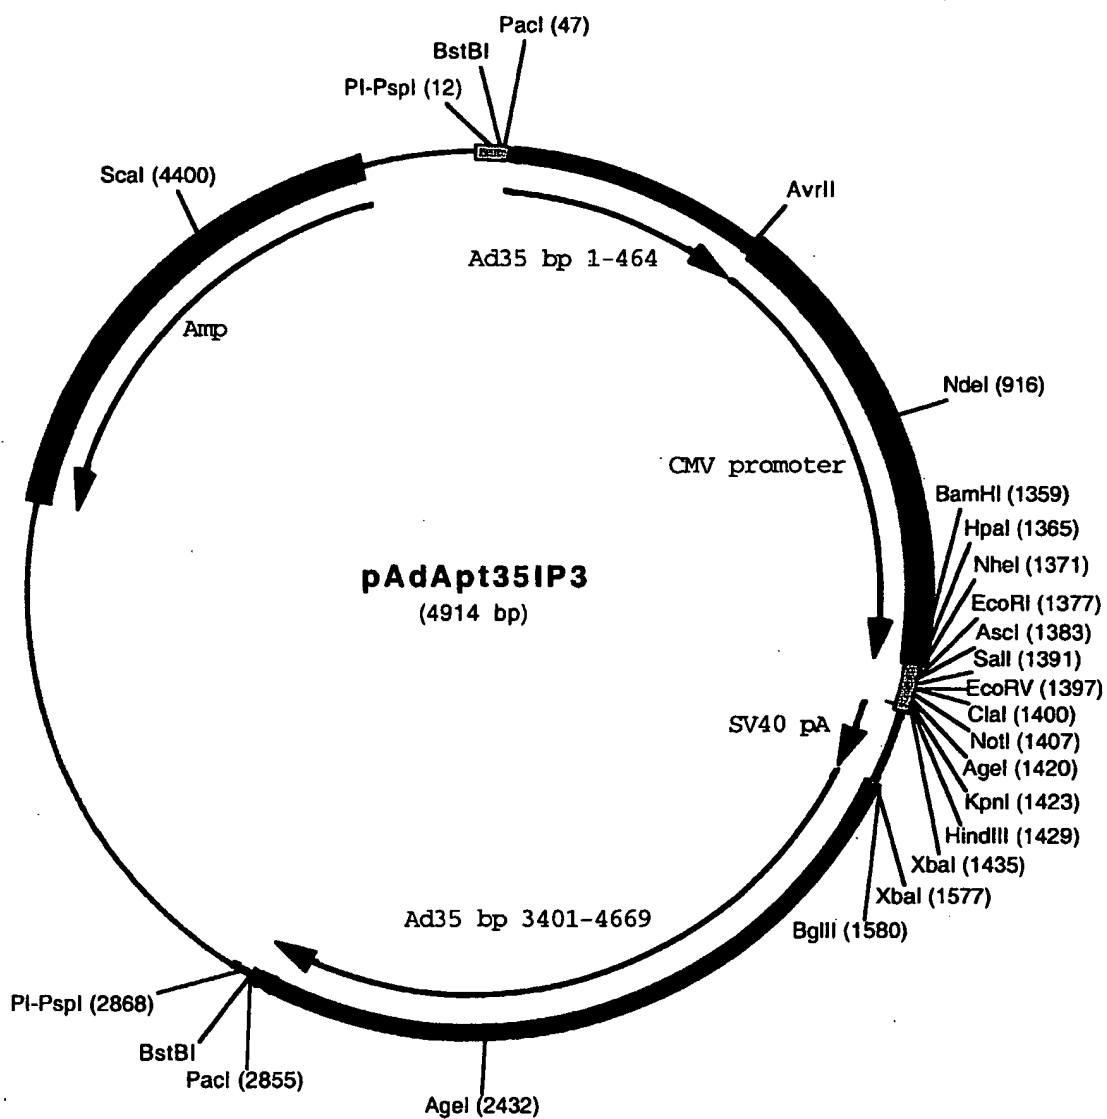 PacI (47)
BstBI
PI-PspI (12)
ScaI (4400)
AvrII
Ad35 bp 1-464
Amp
NdeI (916)
CMV promoter
BamHI (1359)
HpaI (1365)
NheI (1371)
EcoRI (1377)
AscI (1383)
SalI (1391)
EcoRV (1397)
ClaI (1400)
NotI (1407)
AgeI (1420)
KpnI (1423)
HindIII (1429)
XbaI (1435)
XbaI (1577)
BglII (1580)
pAdApt35IP3
(4914 bp)
SV40 pA
Ad35 bp 3401-4669
PI-PspI (2868)
BstBI
PacI (2855)
AgeI (2432)